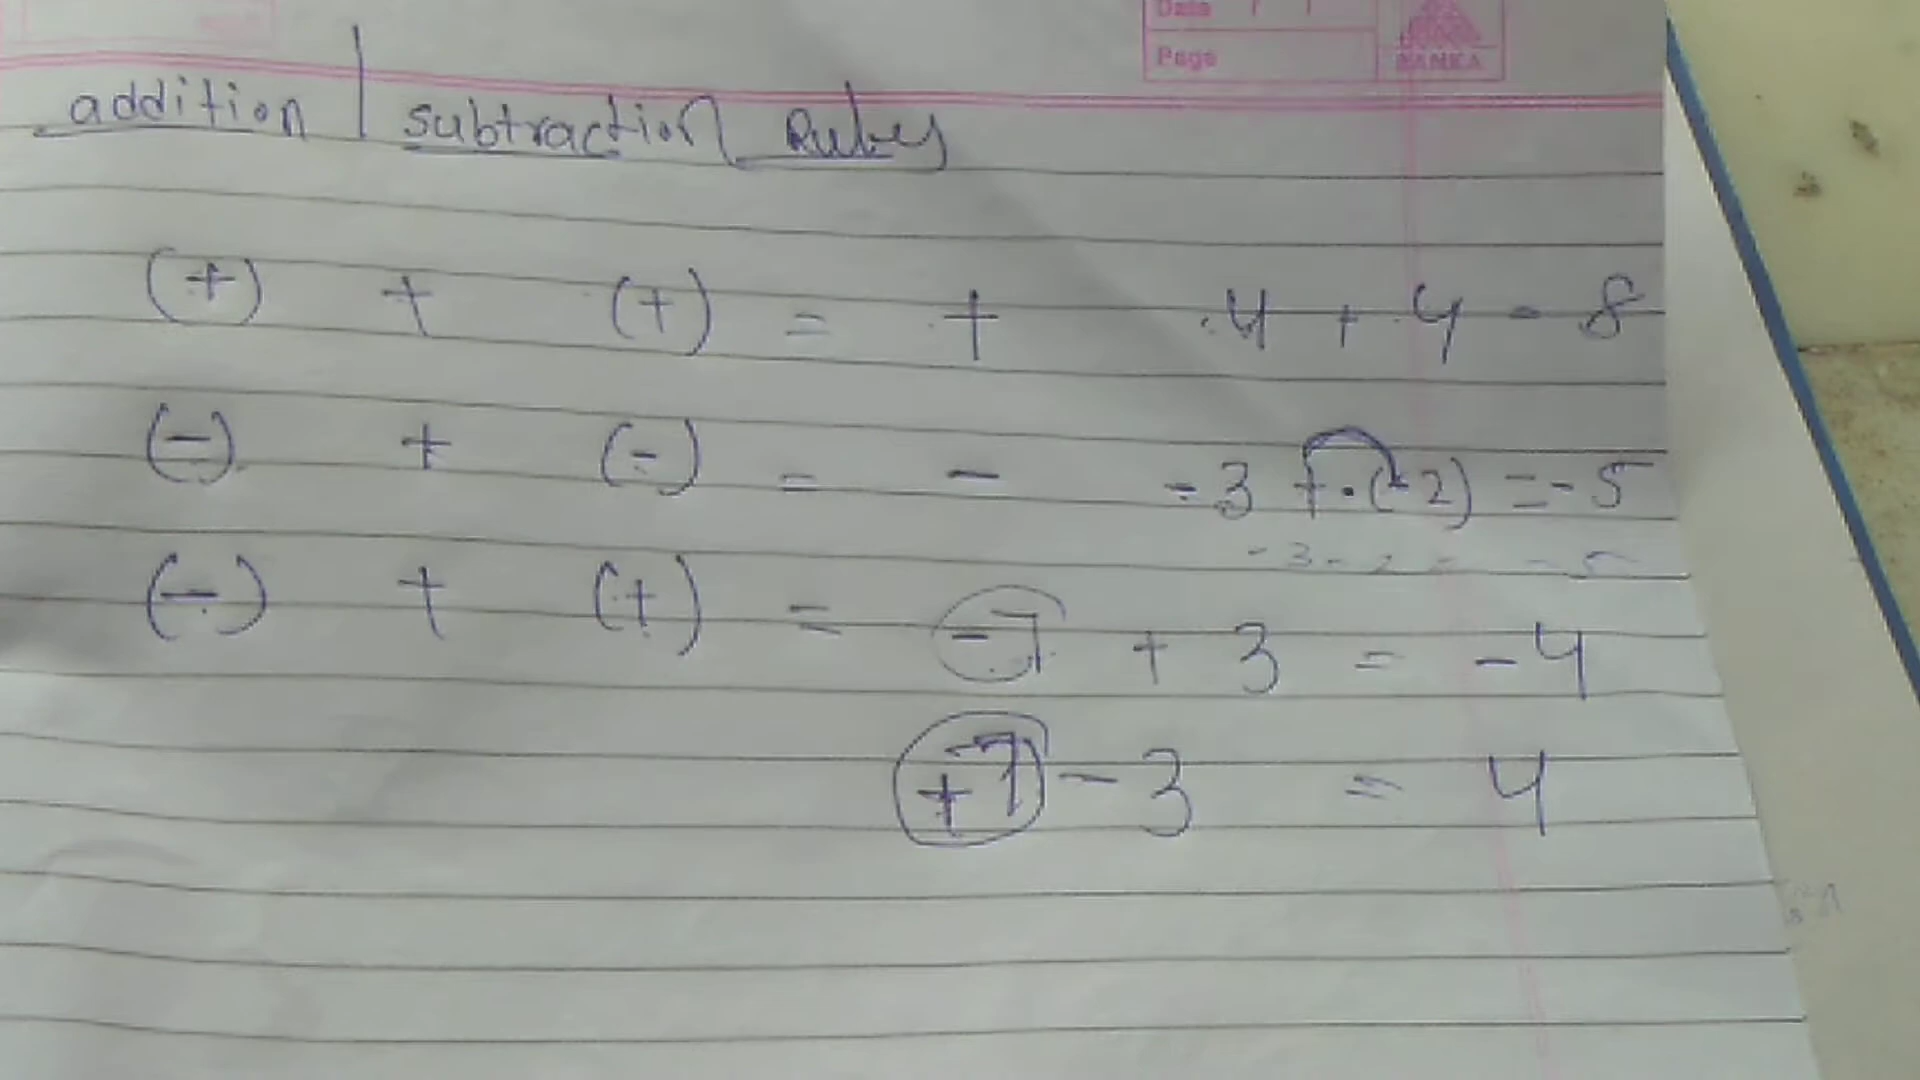 Date / /
Page
NAMKA
addition | subtraction Rules
(+) + (+) = + 4 + 4 = 8
(-) + (-) = - -3 + (-2) = -5
-3 - 2 = -5
(-) + (+) = -7 + 3 = -4
+7 - 3 = 4